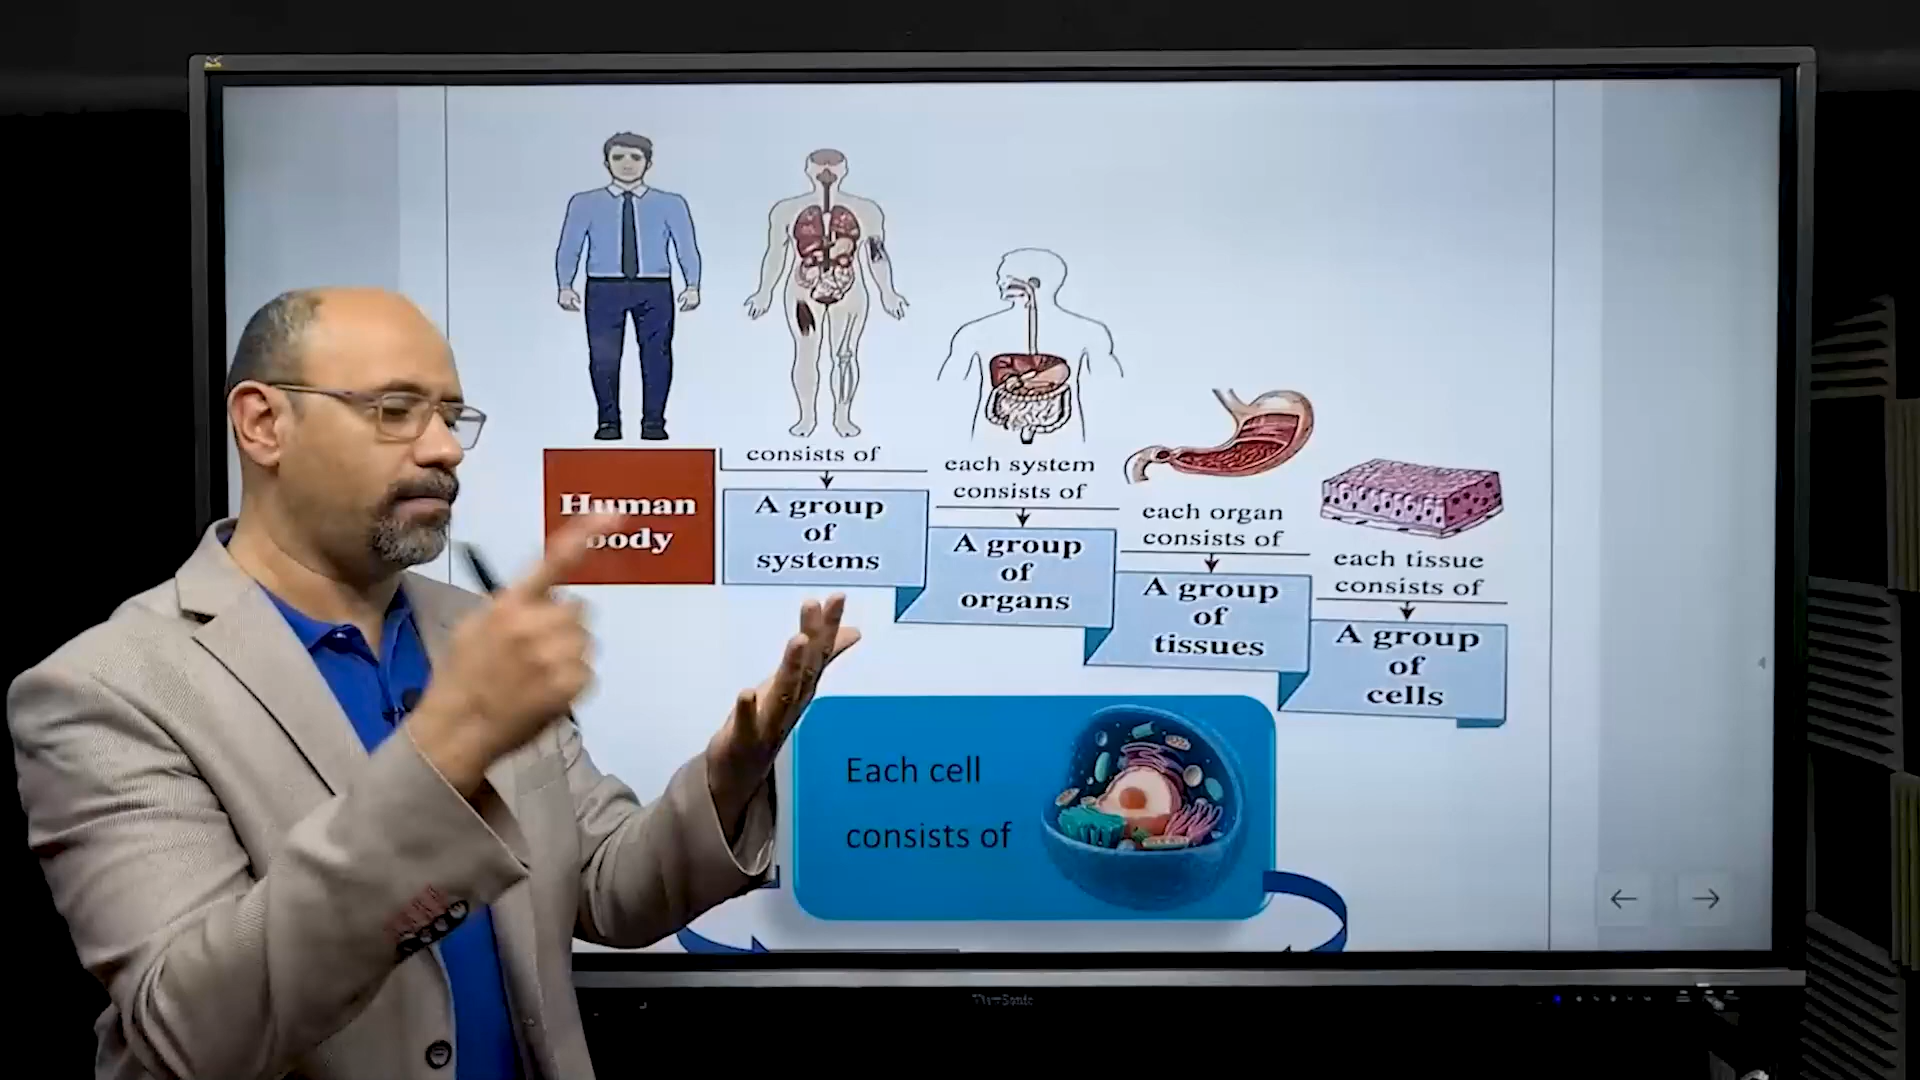 Human
body
consists of
A group
of
systems
each system
consists of
A group
of
organs
each organ
consists of
A group
of
tissues
each tissue
consists of
A group
of
cells
Each cell
consists of
ViewSonic